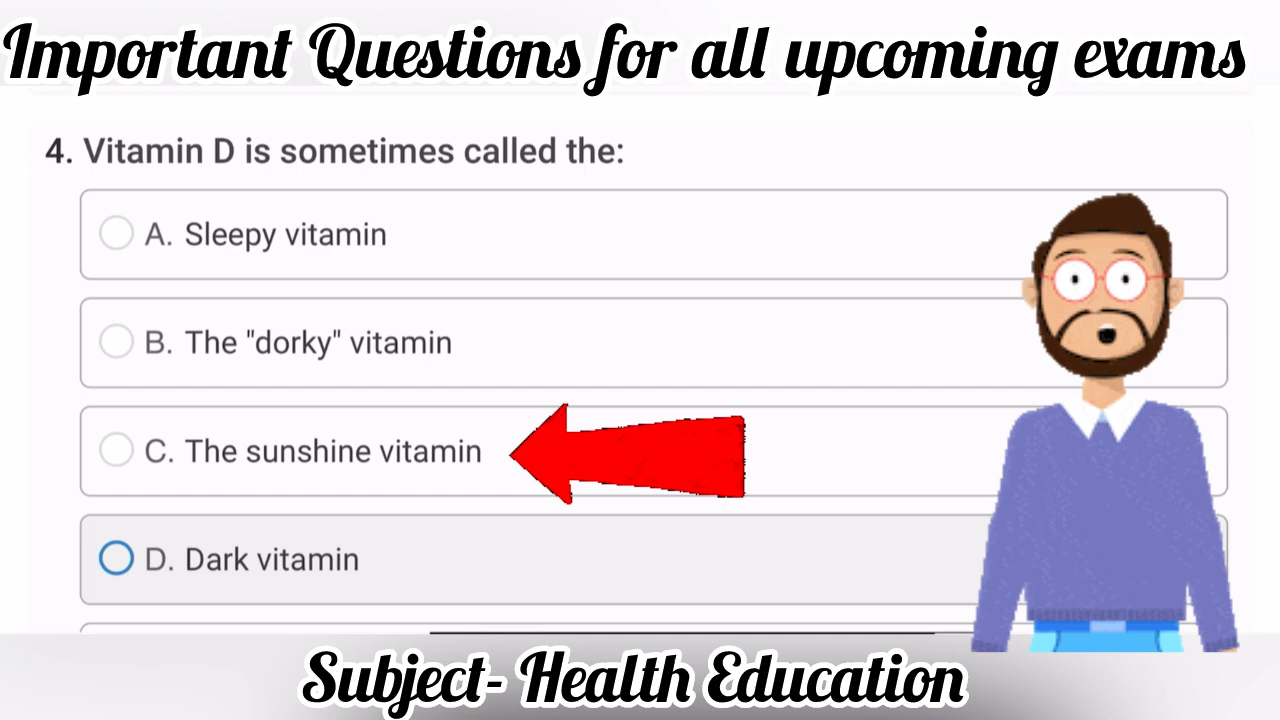 Important Questions for all upcoming exams
4. Vitamin D is sometimes called the:
A. Sleepy vitamin
B. The "dorky" vitamin
C. The sunshine vitamin
D. Dark vitamin
Subject- Health Education